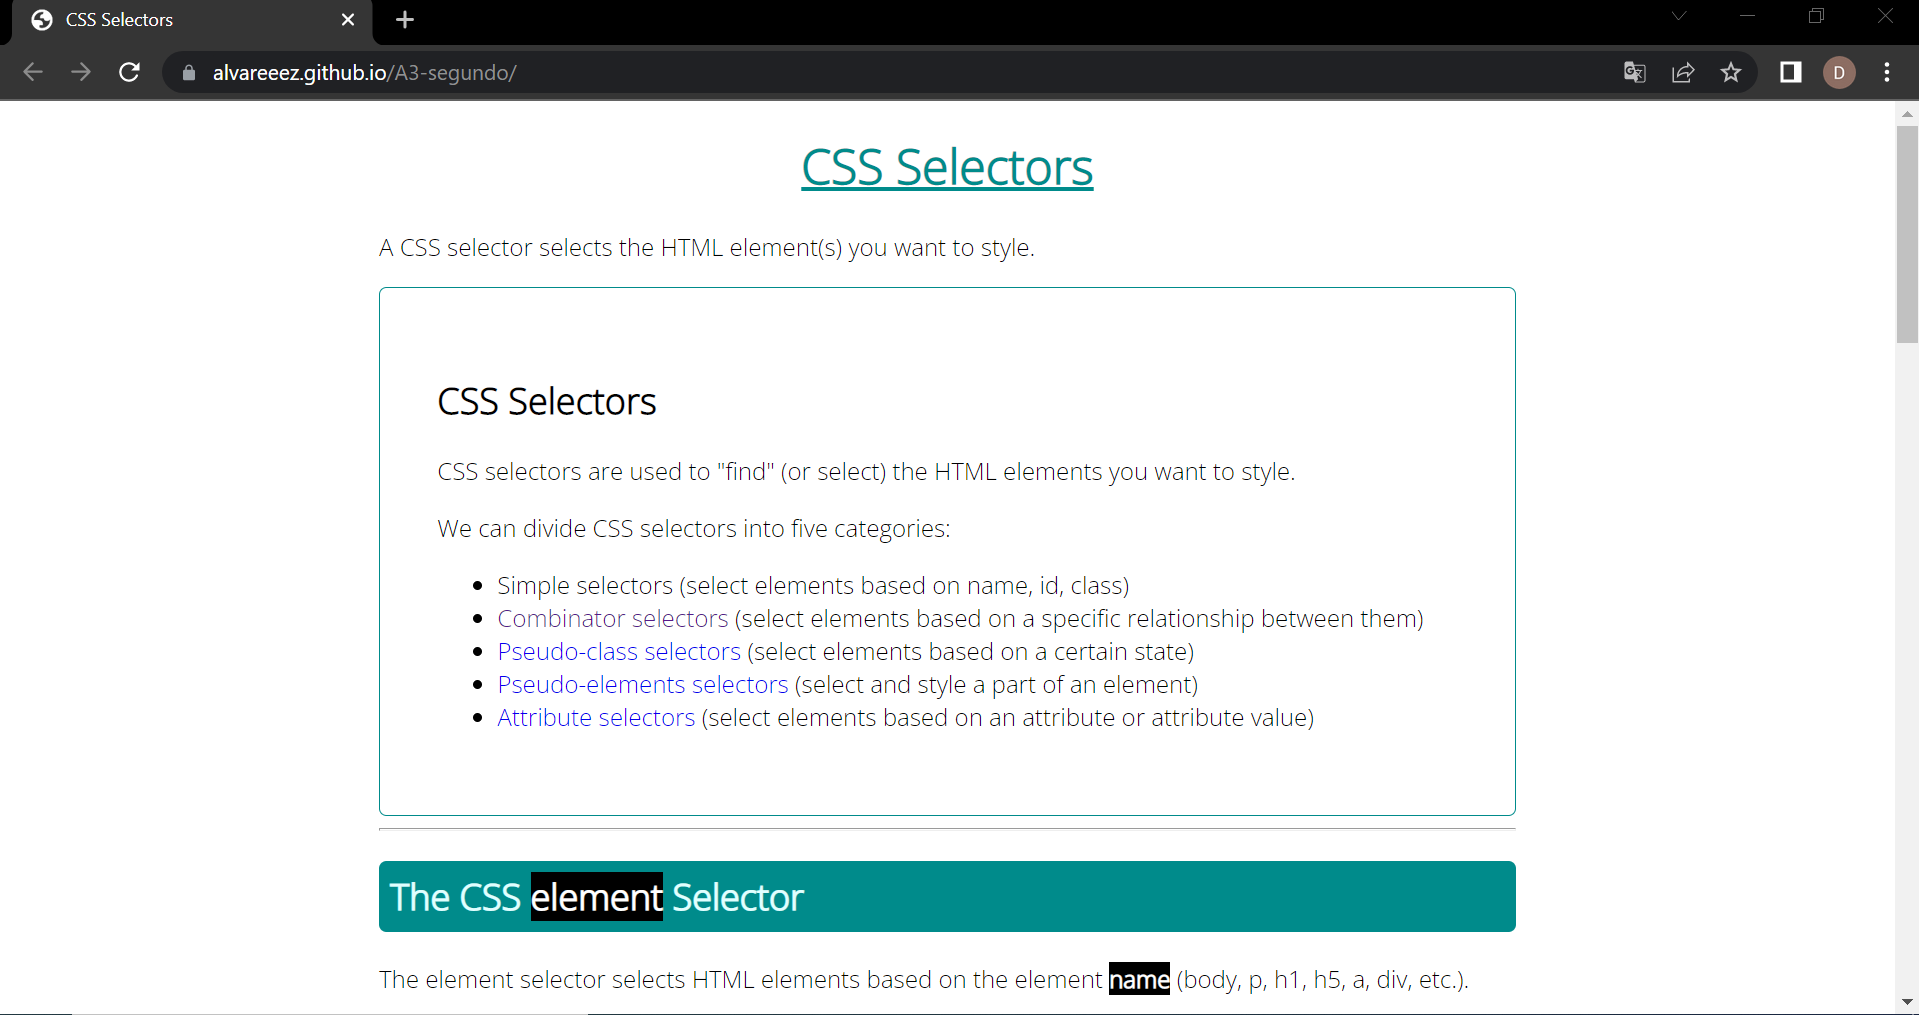 CSS Selectors
alvareeez.github.io/A3-segundo/
D
CSS Selectors
A CSS selector selects the HTML element(s) you want to style.
CSS Selectors
CSS selectors are used to "find" (or select) the HTML elements you want to style.
We can divide CSS selectors into five categories:
Simple selectors (select elements based on name, id, class)
Combinator selectors (select elements based on a specific relationship between them)
Pseudo-class selectors (select elements based on a certain state)
Pseudo-elements selectors (select and style a part of an element)
Attribute selectors (select elements based on an attribute or attribute value)
The CSS element Selector
The element selector selects HTML elements based on the element name (body, p, h1, h5, a, div, etc.).